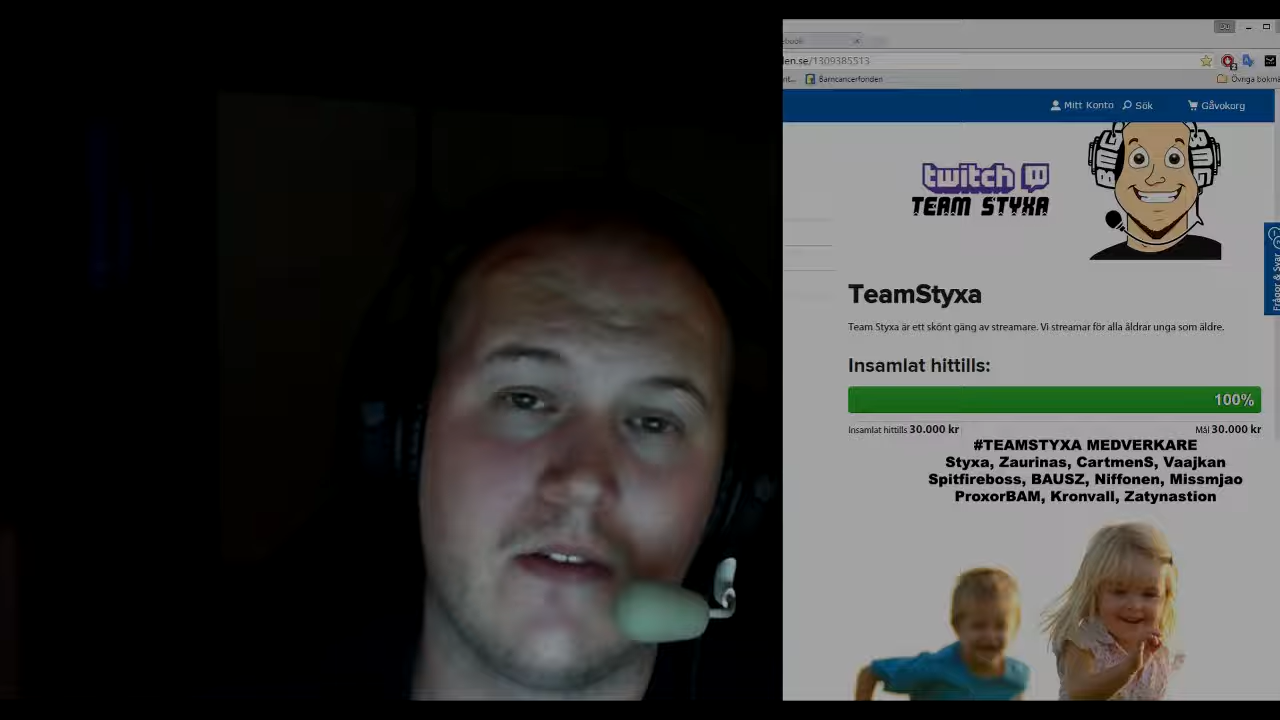 ebook
len.se/1309385513
Barncancerfonden
Övriga bokmä
Mitt Konto
Sök
Gåvokorg
twitch
TEAM STYXA
Frågor & Svar
TeamStyxa
Team Styxa är ett skönt gäng av streamare. Vi streamar för alla åldrar unga som äldre.
Insamlat hittills:
100%
Insamlat hittills 30.000 kr
Mål 30.000 kr
#TEAMSTYXA MEDVERKARE
Styxa, Zaurinas, CartmenS, Vaajkan
Spitfireboss, BAUSZ, Niffonen, Missmjao
ProxorBAM, Kronvall, Zatynastion